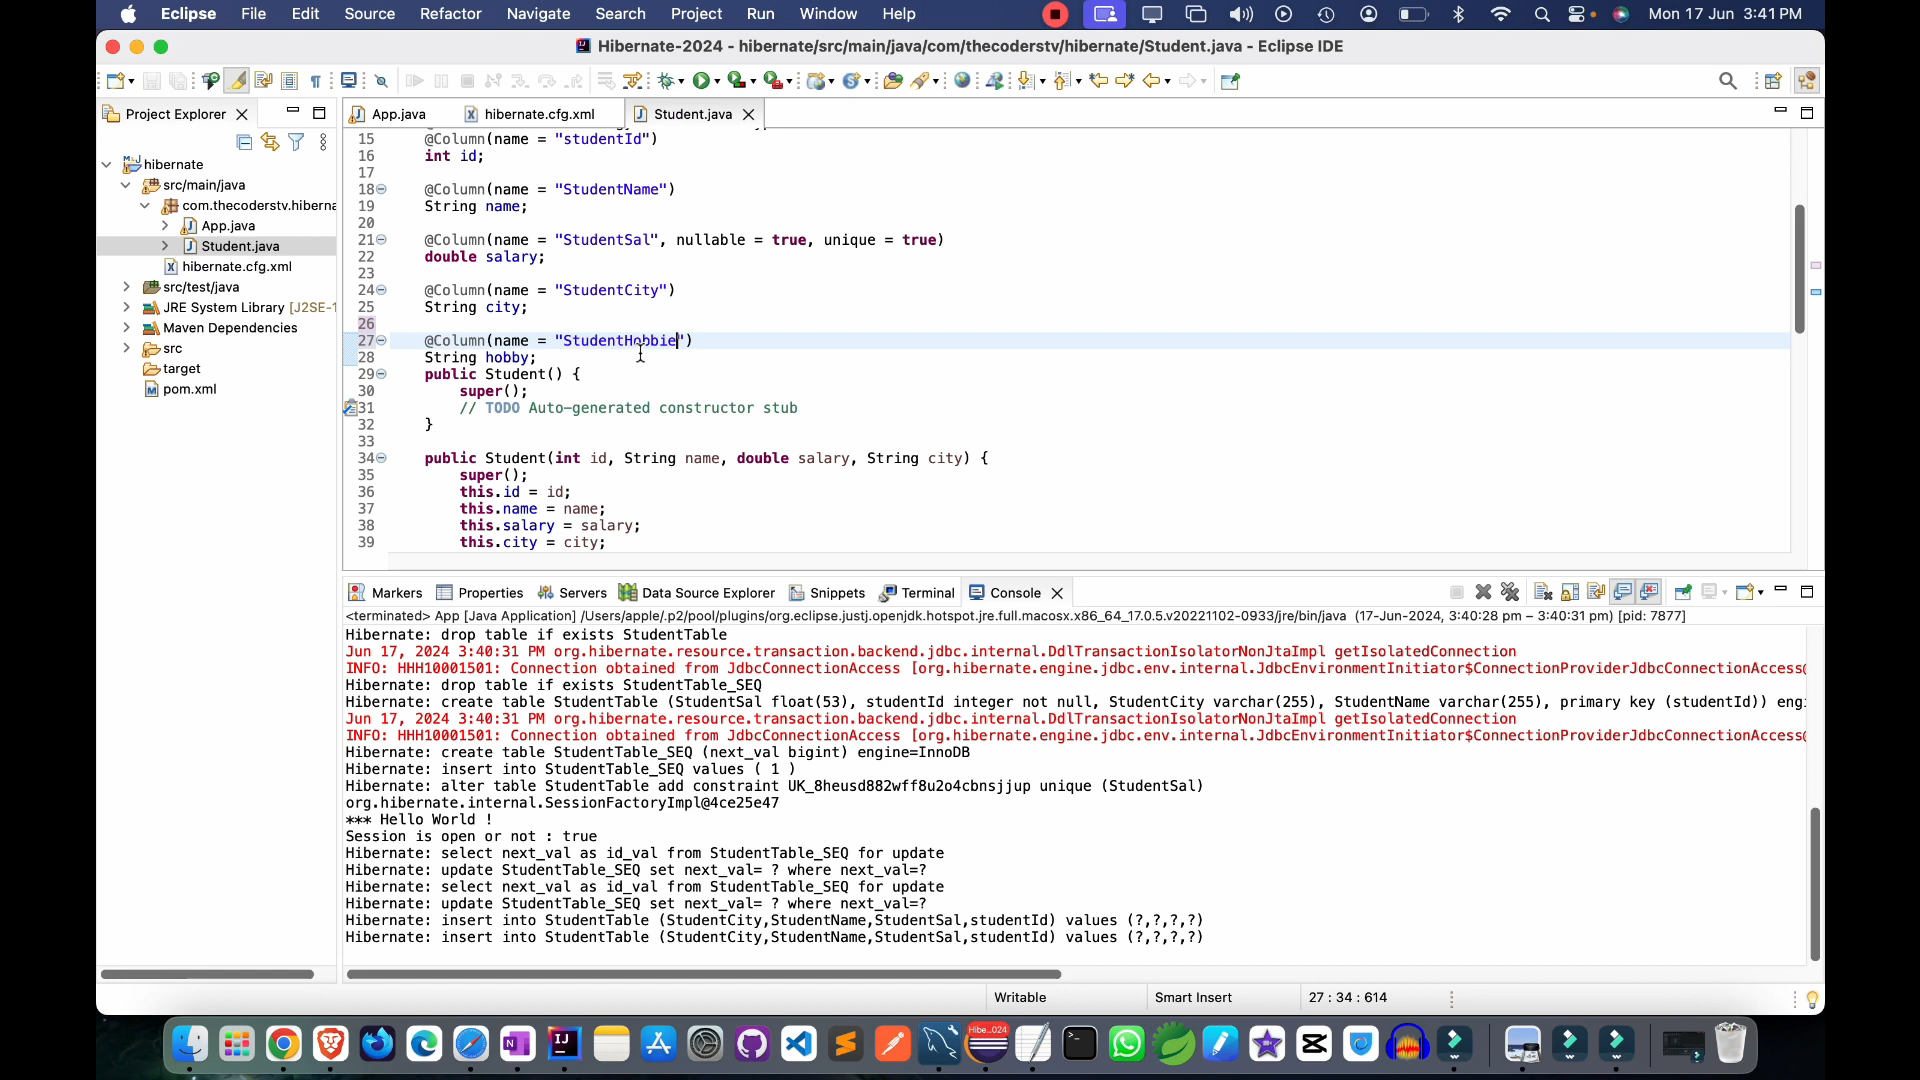 Eclipse File Edit Source Refactor Navigate Search Project Run Window Help Mon 17 Jun 3:41 PM
Hibernate-2024 - hibernate/src/main/java/com/thecoderstv/hibernate/Student.java - Eclipse IDE
Project Explorer
App.java hibernate.cfg.xml Student.java
hibernate
src/main/java
com.thecoderstv.hiberna
App.java
Student.java
hibernate.cfg.xml
src/test/java
JRE System Library [J2SE-1
Maven Dependencies
src
target
pom.xml
15 @Column(name = "studentId")
16 int id;
17
18 @Column(name = "StudentName")
19 String name;
20
21 @Column(name = "StudentSal", nullable = true, unique = true)
22 double salary;
23
24 @Column(name = "StudentCity")
25 String city;
26
27 @Column(name = "StudentHobbie")
28 String hobby;
29 public Student() {
30 super();
31 // TODO Auto-generated constructor stub
32 }
33
34 public Student(int id, String name, double salary, String city) {
35 super();
36 this.id = id;
37 this.name = name;
38 this.salary = salary;
39 this.city = city;
Markers Properties Servers Data Source Explorer Snippets Terminal Console
<terminated> App [Java Application] /Users/apple/.p2/pool/plugins/org.eclipse.justj.openjdk.hotspot.jre.full.macosx.x86_64_17.0.5.v20221102-0933/jre/bin/java (17-Jun-2024, 3:40:28 pm – 3:40:31 pm) [pid: 7877]
Hibernate: drop table if exists StudentTable
Jun 17, 2024 3:40:31 PM org.hibernate.resource.transaction.backend.jdbc.internal.DdlTransactionIsolatorNonJtaImpl getIsolatedConnection
INFO: HHH10001501: Connection obtained from JdbcConnectionAccess [org.hibernate.engine.jdbc.env.internal.JdbcEnvironmentInitiator$ConnectionProviderJdbcConnectionAccess@
Hibernate: drop table if exists StudentTable_SEQ
Hibernate: create table StudentTable (StudentSal float(53), studentId integer not null, StudentCity varchar(255), StudentName varchar(255), primary key (studentId)) engi
Jun 17, 2024 3:40:31 PM org.hibernate.resource.transaction.backend.jdbc.internal.DdlTransactionIsolatorNonJtaImpl getIsolatedConnection
INFO: HHH10001501: Connection obtained from JdbcConnectionAccess [org.hibernate.engine.jdbc.env.internal.JdbcEnvironmentInitiator$ConnectionProviderJdbcConnectionAccess@
Hibernate: create table StudentTable_SEQ (next_val bigint) engine=InnoDB
Hibernate: insert into StudentTable_SEQ values ( 1 )
Hibernate: alter table StudentTable add constraint UK_8heusd882wff8u2o4cbnsjjup unique (StudentSal)
org.hibernate.internal.SessionFactoryImpl@4ce25e47
*** Hello World !
Session is open or not : true
Hibernate: select next_val as id_val from StudentTable_SEQ for update
Hibernate: update StudentTable_SEQ set next_val= ? where next_val=?
Hibernate: select next_val as id_val from StudentTable_SEQ for update
Hibernate: update StudentTable_SEQ set next_val= ? where next_val=?
Hibernate: insert into StudentTable (StudentCity,StudentName,StudentSal,studentId) values (?,?,?,?)
Hibernate: insert into StudentTable (StudentCity,StudentName,StudentSal,studentId) values (?,?,?,?)
Writable Smart Insert 27 : 34 : 614
Hibe...024